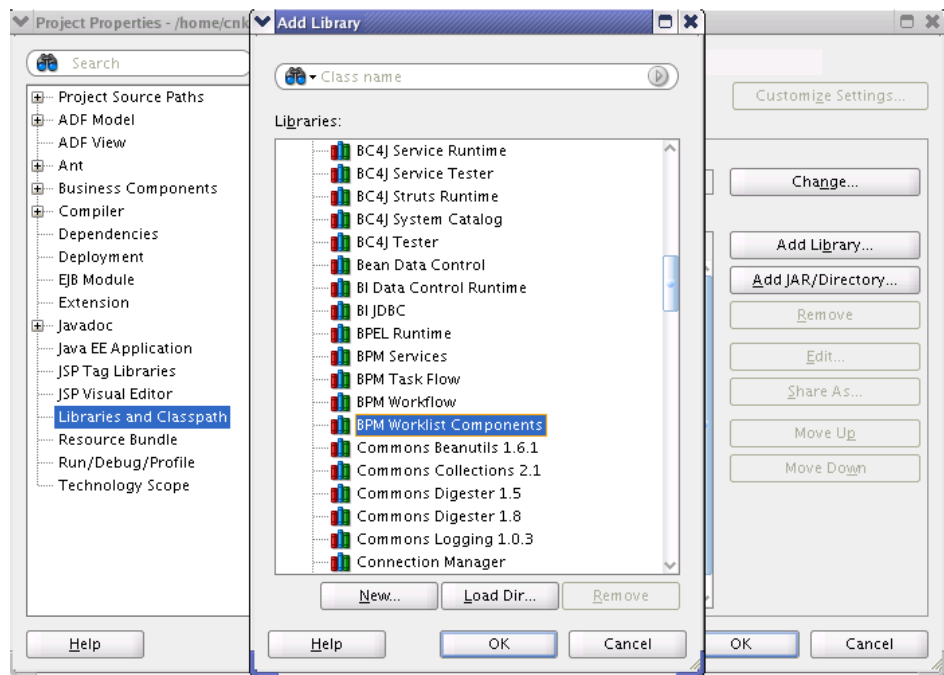 Project Properties - /home/cnk
Search
Project Source Paths
ADF Model
ADF View
Ant
Business Components
Compiler
Dependencies
Deployment
EJB Module
Extension
Javadoc
Java EE Application
JSP Tag Libraries
JSP Visual Editor
Libraries and Classpath
Resource Bundle
Run/Debug/Profile
Technology Scope
Help
Add Library
Class name
Libraries:
BC4J Service Runtime
BC4J Service Tester
BC4J Struts Runtime
BC4J System Catalog
BC4J Tester
Bean Data Control
BI Data Control Runtime
BI JDBC
BPEL Runtime
BPM Services
BPM Task Flow
BPM Workflow
BPM Worklist Components
Commons Beanutils 1.6.1
Commons Collections 2.1
Commons Digester 1.5
Commons Digester 1.8
Commons Logging 1.0.3
Connection Manager
New... Load Dir... Remove
Help OK Cancel
Customize Settings...
Change...
Add Library...
Add JAR/Directory...
Remove
Edit...
Share As...
Move Up
Move Down
OK Cancel